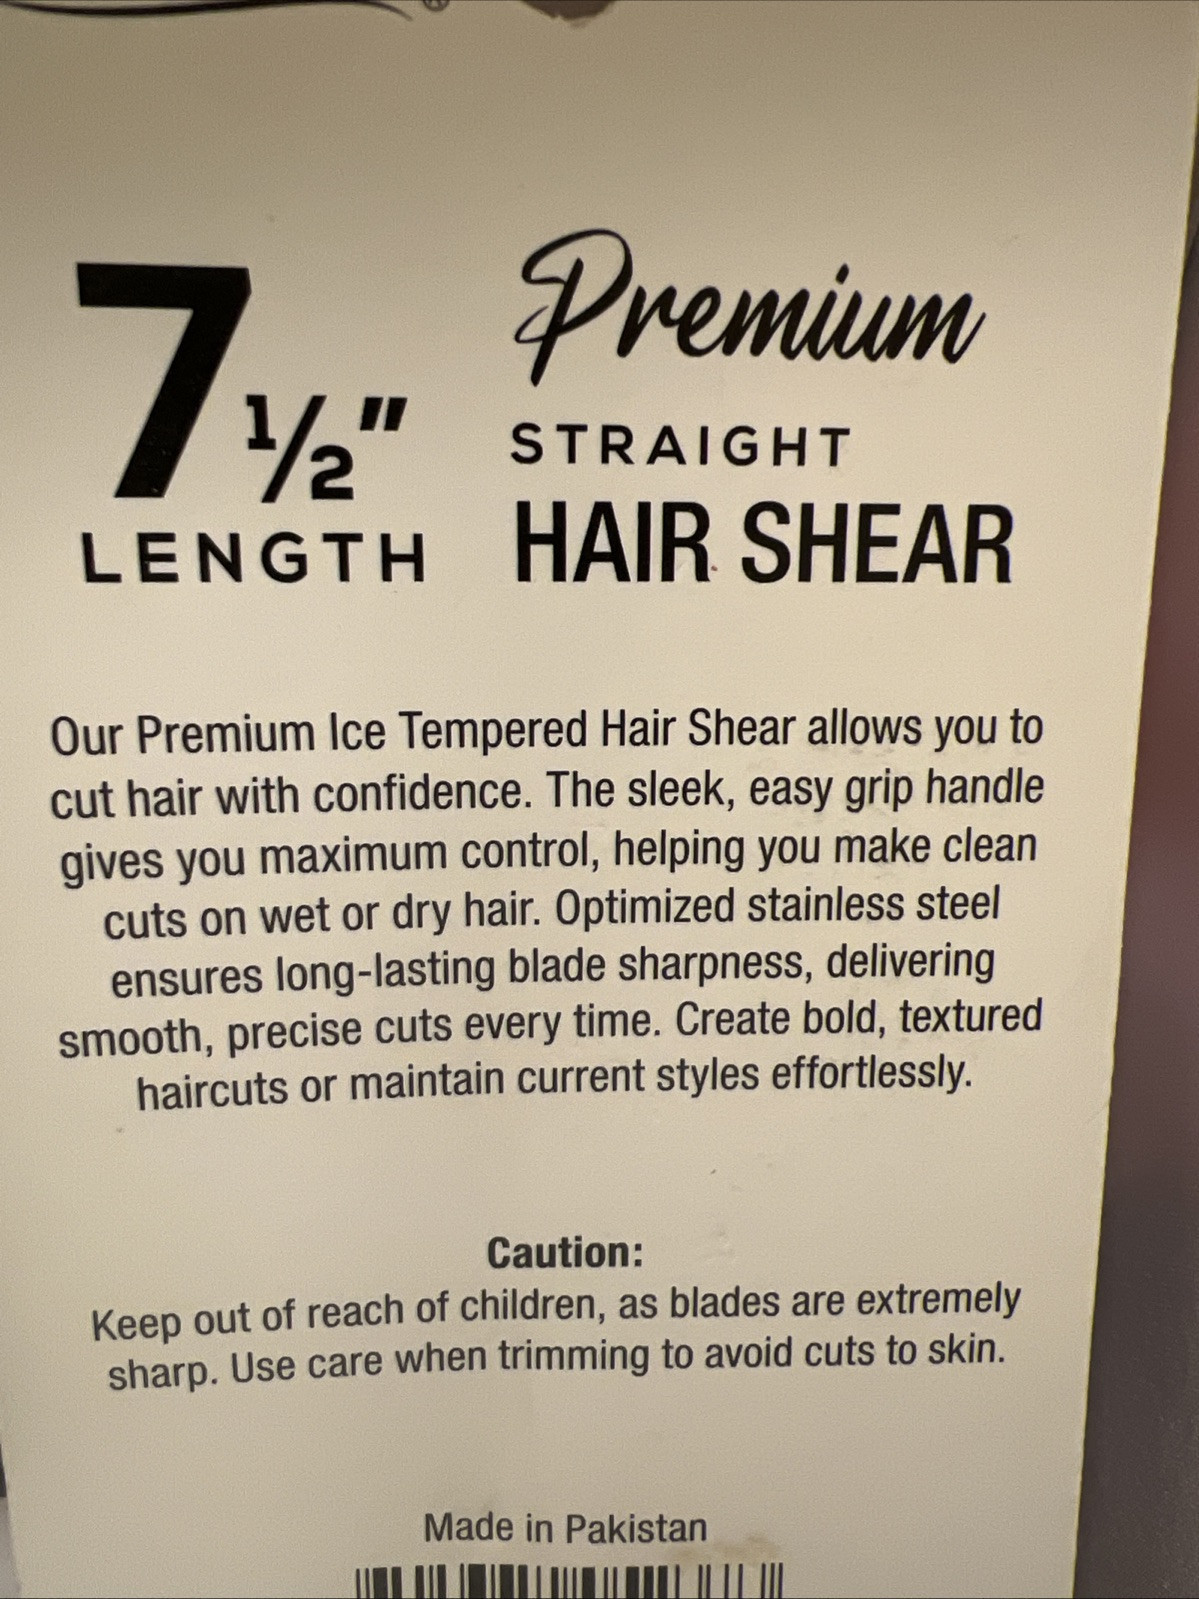 ®
7 ½"
LENGTH
Premium
STRAIGHT
HAIR SHEAR
Our Premium Ice Tempered Hair Shear allows you to
cut hair with confidence. The sleek, easy grip handle
gives you maximum control, helping you make clean
cuts on wet or dry hair. Optimized stainless steel
ensures long-lasting blade sharpness, delivering
smooth, precise cuts every time. Create bold, textured
haircuts or maintain current styles effortlessly.
Caution:
Keep out of reach of children, as blades are extremely
sharp. Use care when trimming to avoid cuts to skin.
Made in Pakistan